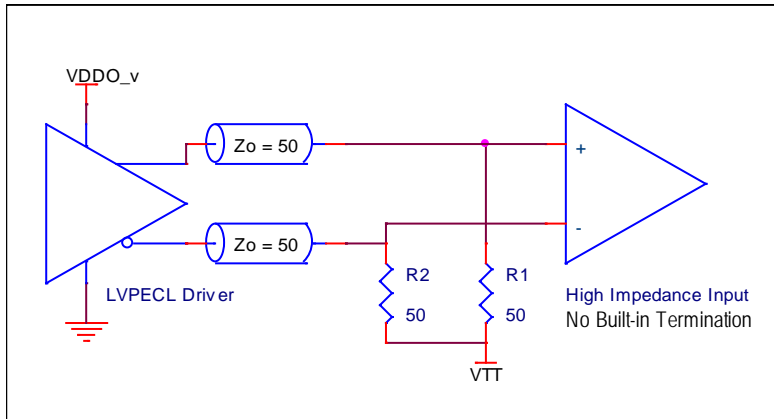 VDDO_v
Zo = 50
+
Zo = 50
-
LVPECL Driver
R2
50
R1
50
High Impedance Input
No Built-in Termination
VTT